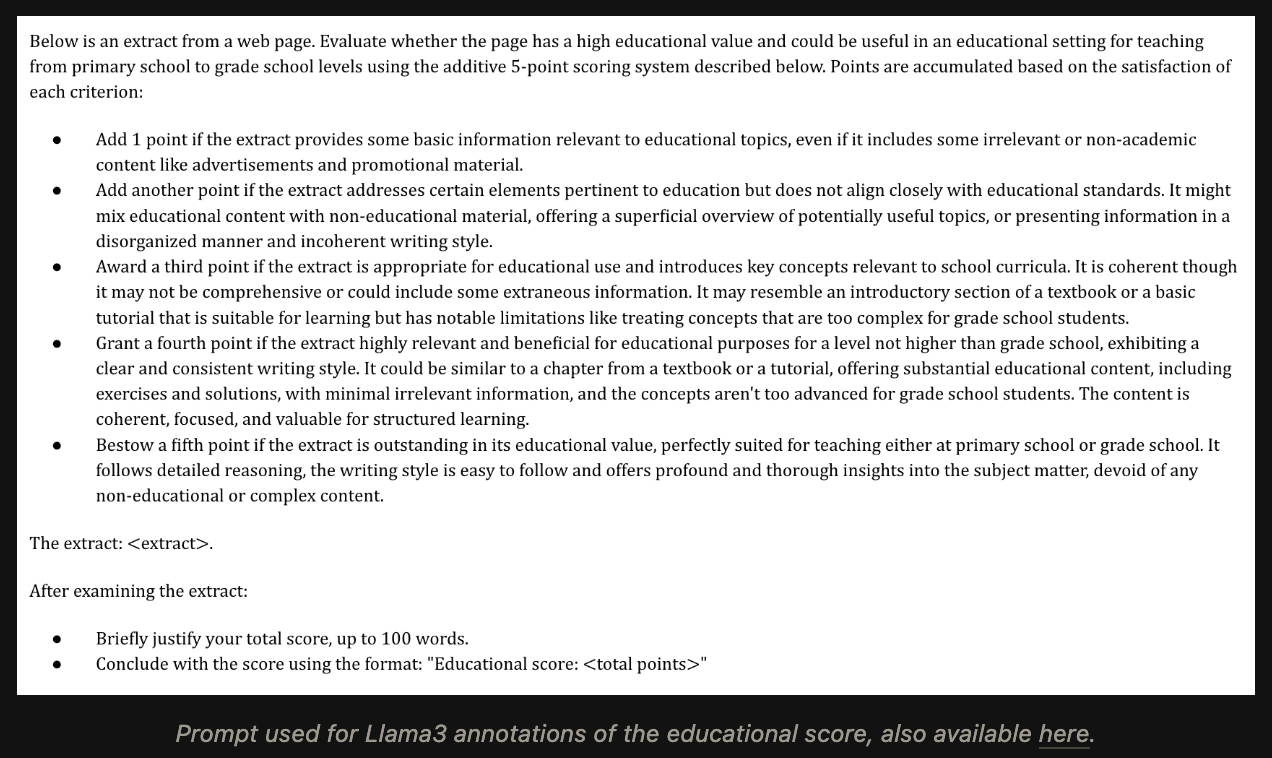 Below is an extract from a web page. Evaluate whether the page has a high educational value and could be useful in an educational setting for teaching
from primary school to grade school levels using the additive 5-point scoring system described below. Points are accumulated based on the satisfaction of
each criterion:
● Add 1 point if the extract provides some basic information relevant to educational topics, even if it includes some irrelevant or non-academic
content like advertisements and promotional material.
● Add another point if the extract addresses certain elements pertinent to education but does not align closely with educational standards. It might
mix educational content with non-educational material, offering a superficial overview of potentially useful topics, or presenting information in a
disorganized manner and incoherent writing style.
● Award a third point if the extract is appropriate for educational use and introduces key concepts relevant to school curricula. It is coherent though
it may not be comprehensive or could include some extraneous information. It may resemble an introductory section of a textbook or a basic
tutorial that is suitable for learning but has notable limitations like treating concepts that are too complex for grade school students.
● Grant a fourth point if the extract highly relevant and beneficial for educational purposes for a level not higher than grade school, exhibiting a
clear and consistent writing style. It could be similar to a chapter from a textbook or a tutorial, offering substantial educational content, including
exercises and solutions, with minimal irrelevant information, and the concepts aren't too advanced for grade school students. The content is
coherent, focused, and valuable for structured learning.
● Bestow a fifth point if the extract is outstanding in its educational value, perfectly suited for teaching either at primary school or grade school. It
follows detailed reasoning, the writing style is easy to follow and offers profound and thorough insights into the subject matter, devoid of any
non-educational or complex content.
The extract: <extract>.
After examining the extract:
● Briefly justify your total score, up to 100 words.
● Conclude with the score using the format: "Educational score: <total points>"
Prompt used for Llama3 annotations of the educational score, also available here.